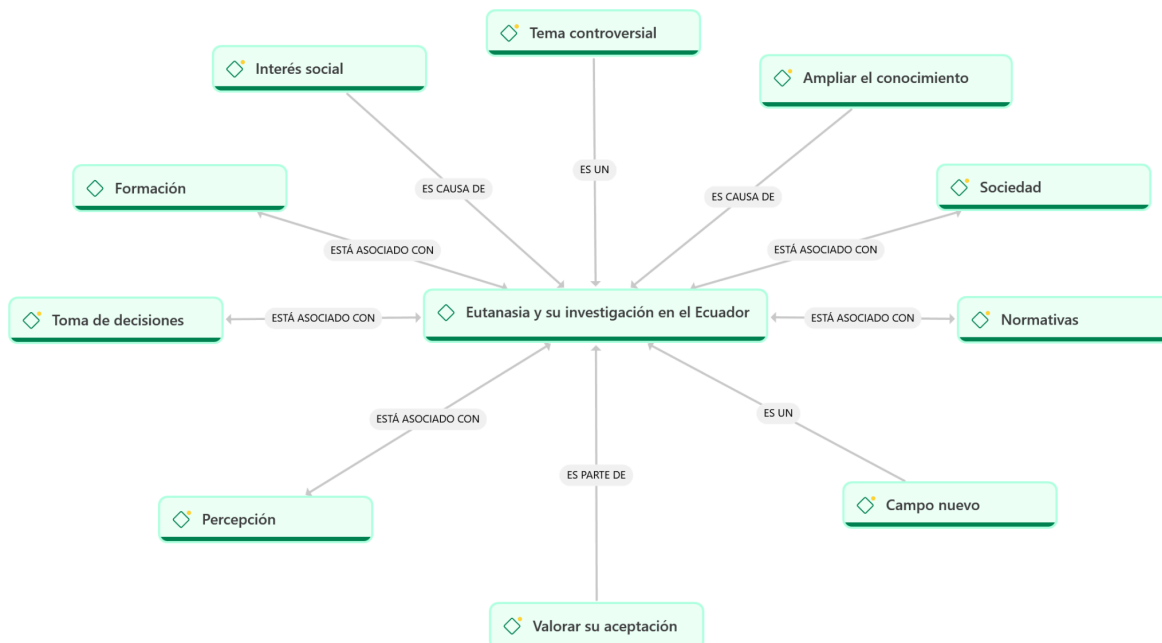 Tema controversial
Interés social
Ampliar el conocimiento
ES UN
Formación
ES CAUSA DE
ES CAUSA DE
Sociedad
ESTÁ ASOCIADO CON
ESTÁ ASOCIADO CON
Toma de decisiones
ESTÁ ASOCIADO CON
Eutanasia y su investigación en el Ecuador
ESTÁ ASOCIADO CON
Normativas
ESTÁ ASOCIADO CON
ES UN
ES PARTE DE
Percepción
Campo nuevo
Valorar su aceptación